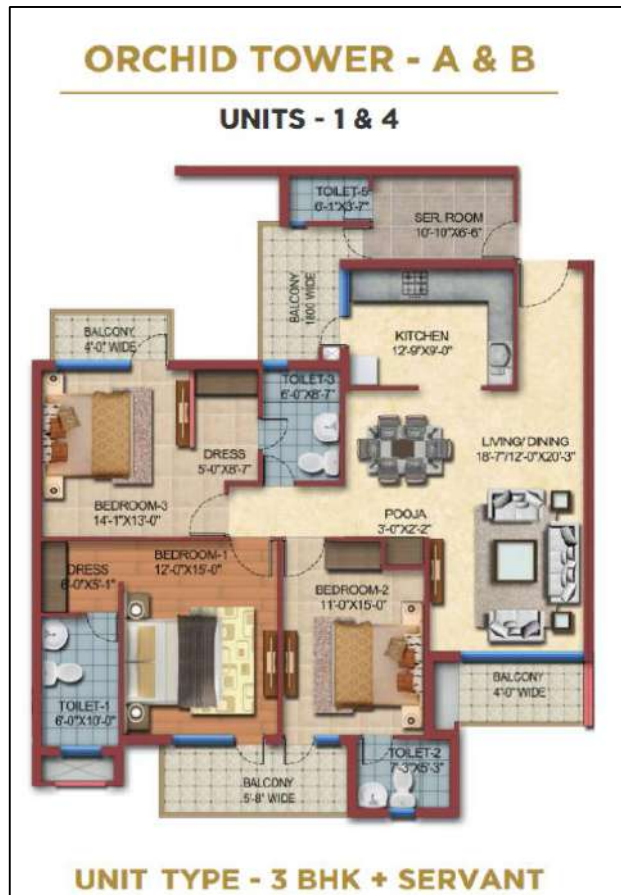 ORCHID TOWER - A & B
UNITS - 1 & 4
TOILET-5
6'-1"X3'-7"
SER. ROOM
10'-10"X6'-6"
BALCONY
1800 WIDE
BALCONY
4'-0" WIDE
KITCHEN
12'-9"X9'-0"
TOILET-3
6'-0"X8'-7"
DRESS
5'-0"X8'-7"
LIVING/DINING
18'-7"/12'-0"X20'-3"
BEDROOM-3
14'-1"X13'-0"
POOJA
3'-0"X2'-2"
BEDROOM-1
12'-0"X15'-0"
DRESS
6'-0"X5'-1"
BEDROOM-2
11'-0"X15'-0"
BALCONY
4'-0" WIDE
TOILET-1
6'-0"X10'-0"
TOILET-2
7'-3"X5'-3"
BALCONY
5'-8" WIDE
UNIT TYPE - 3 BHK + SERVANT